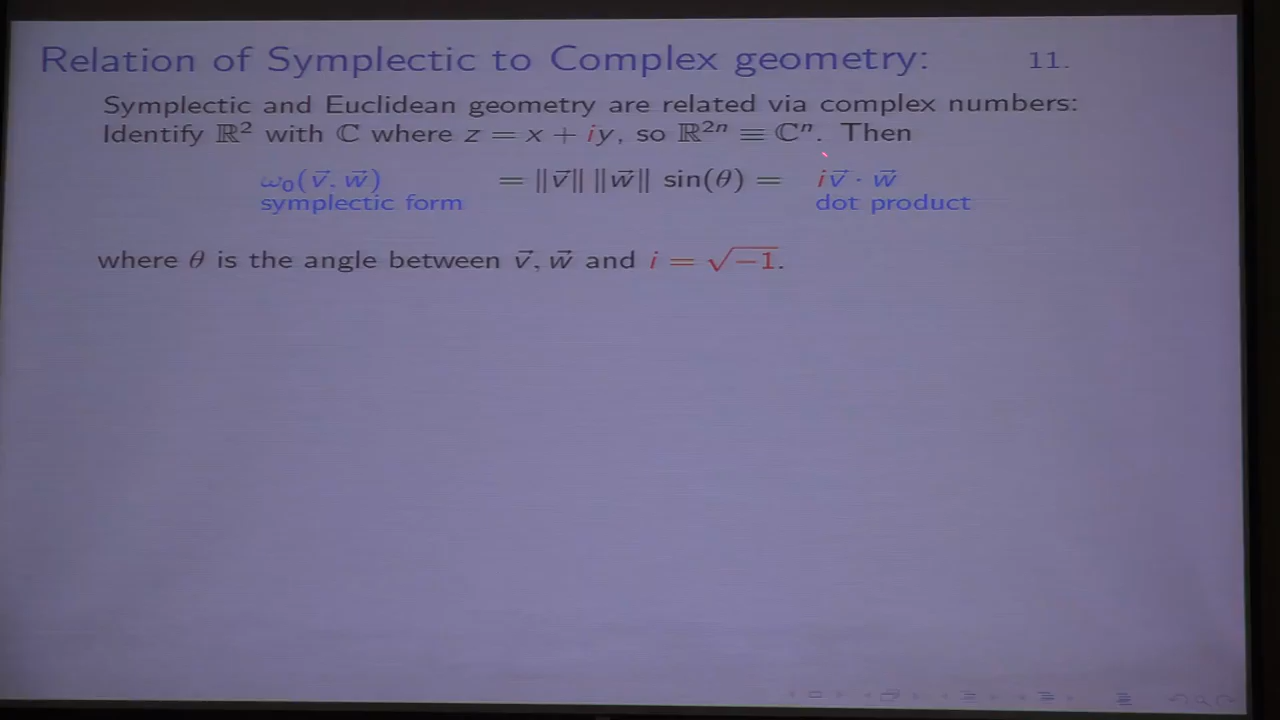 Relation of Symplectic to Complex geometry: 11.
Symplectic and Euclidean geometry are related via complex numbers:
Identify ℝ² with ℂ where z = x + iy, so ℝ²ⁿ ≡ ℂⁿ. Then
ω₀(v⃗, w⃗) = ‖v⃗‖ ‖w⃗‖ sin(θ) = iv⃗ · w⃗
symplectic form dot product
where θ is the angle between v⃗, w⃗ and i = √−1.